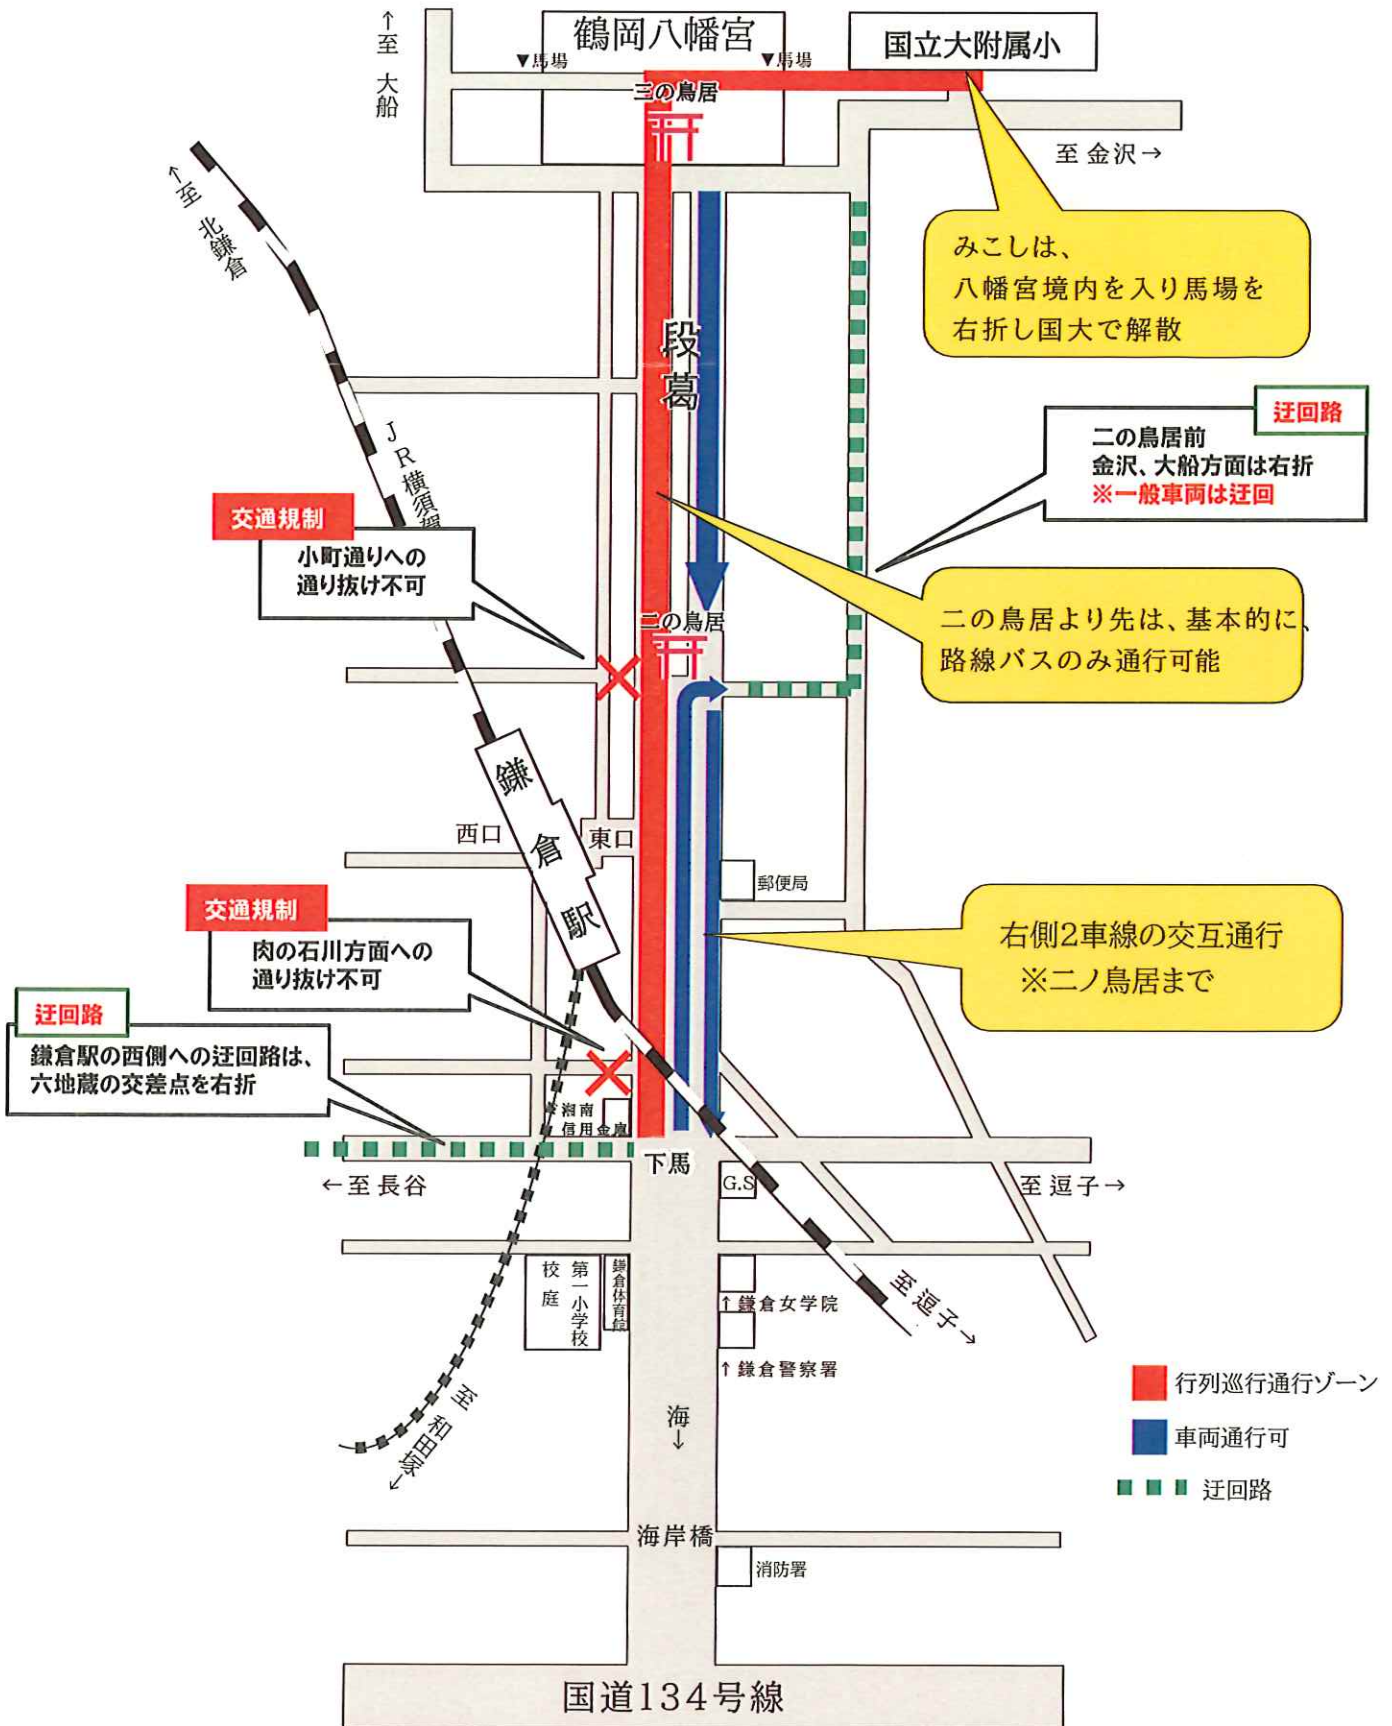 ↑至 大船
鶴岡八幡宮
国立大附属小
▼馬場
▼馬場
三の鳥居
至 金沢→
↑至 北鎌倉
みこしは、
八幡宮境内を入り馬場を
右折し国大で解散
段葛
迂回路
二の鳥居前
金沢、大船方面は右折
※一般車両は迂回
JR横須賀
交通規制
小町通りへの
通り抜け不可
二の鳥居より先は、基本的に、
路線バスのみ通行可能
二の鳥居
鎌倉駅
西口
東口
郵便局
右側2車線の交互通行
※二ノ鳥居まで
交通規制
肉の石川方面への
通り抜け不可
迂回路
鎌倉駅の西側への迂回路は、
六地蔵の交差点を右折
湘南
信用金庫
下馬
←至 長谷
G.S
至 逗子→
第一小学校
校庭
鎌倉体育館
↑鎌倉女学院
至逗子→
↑鎌倉警察署
至 和田塚→
海→
行列巡行通行ゾーン
車両通行可
迂回路
海岸橋
消防署
国道134号線